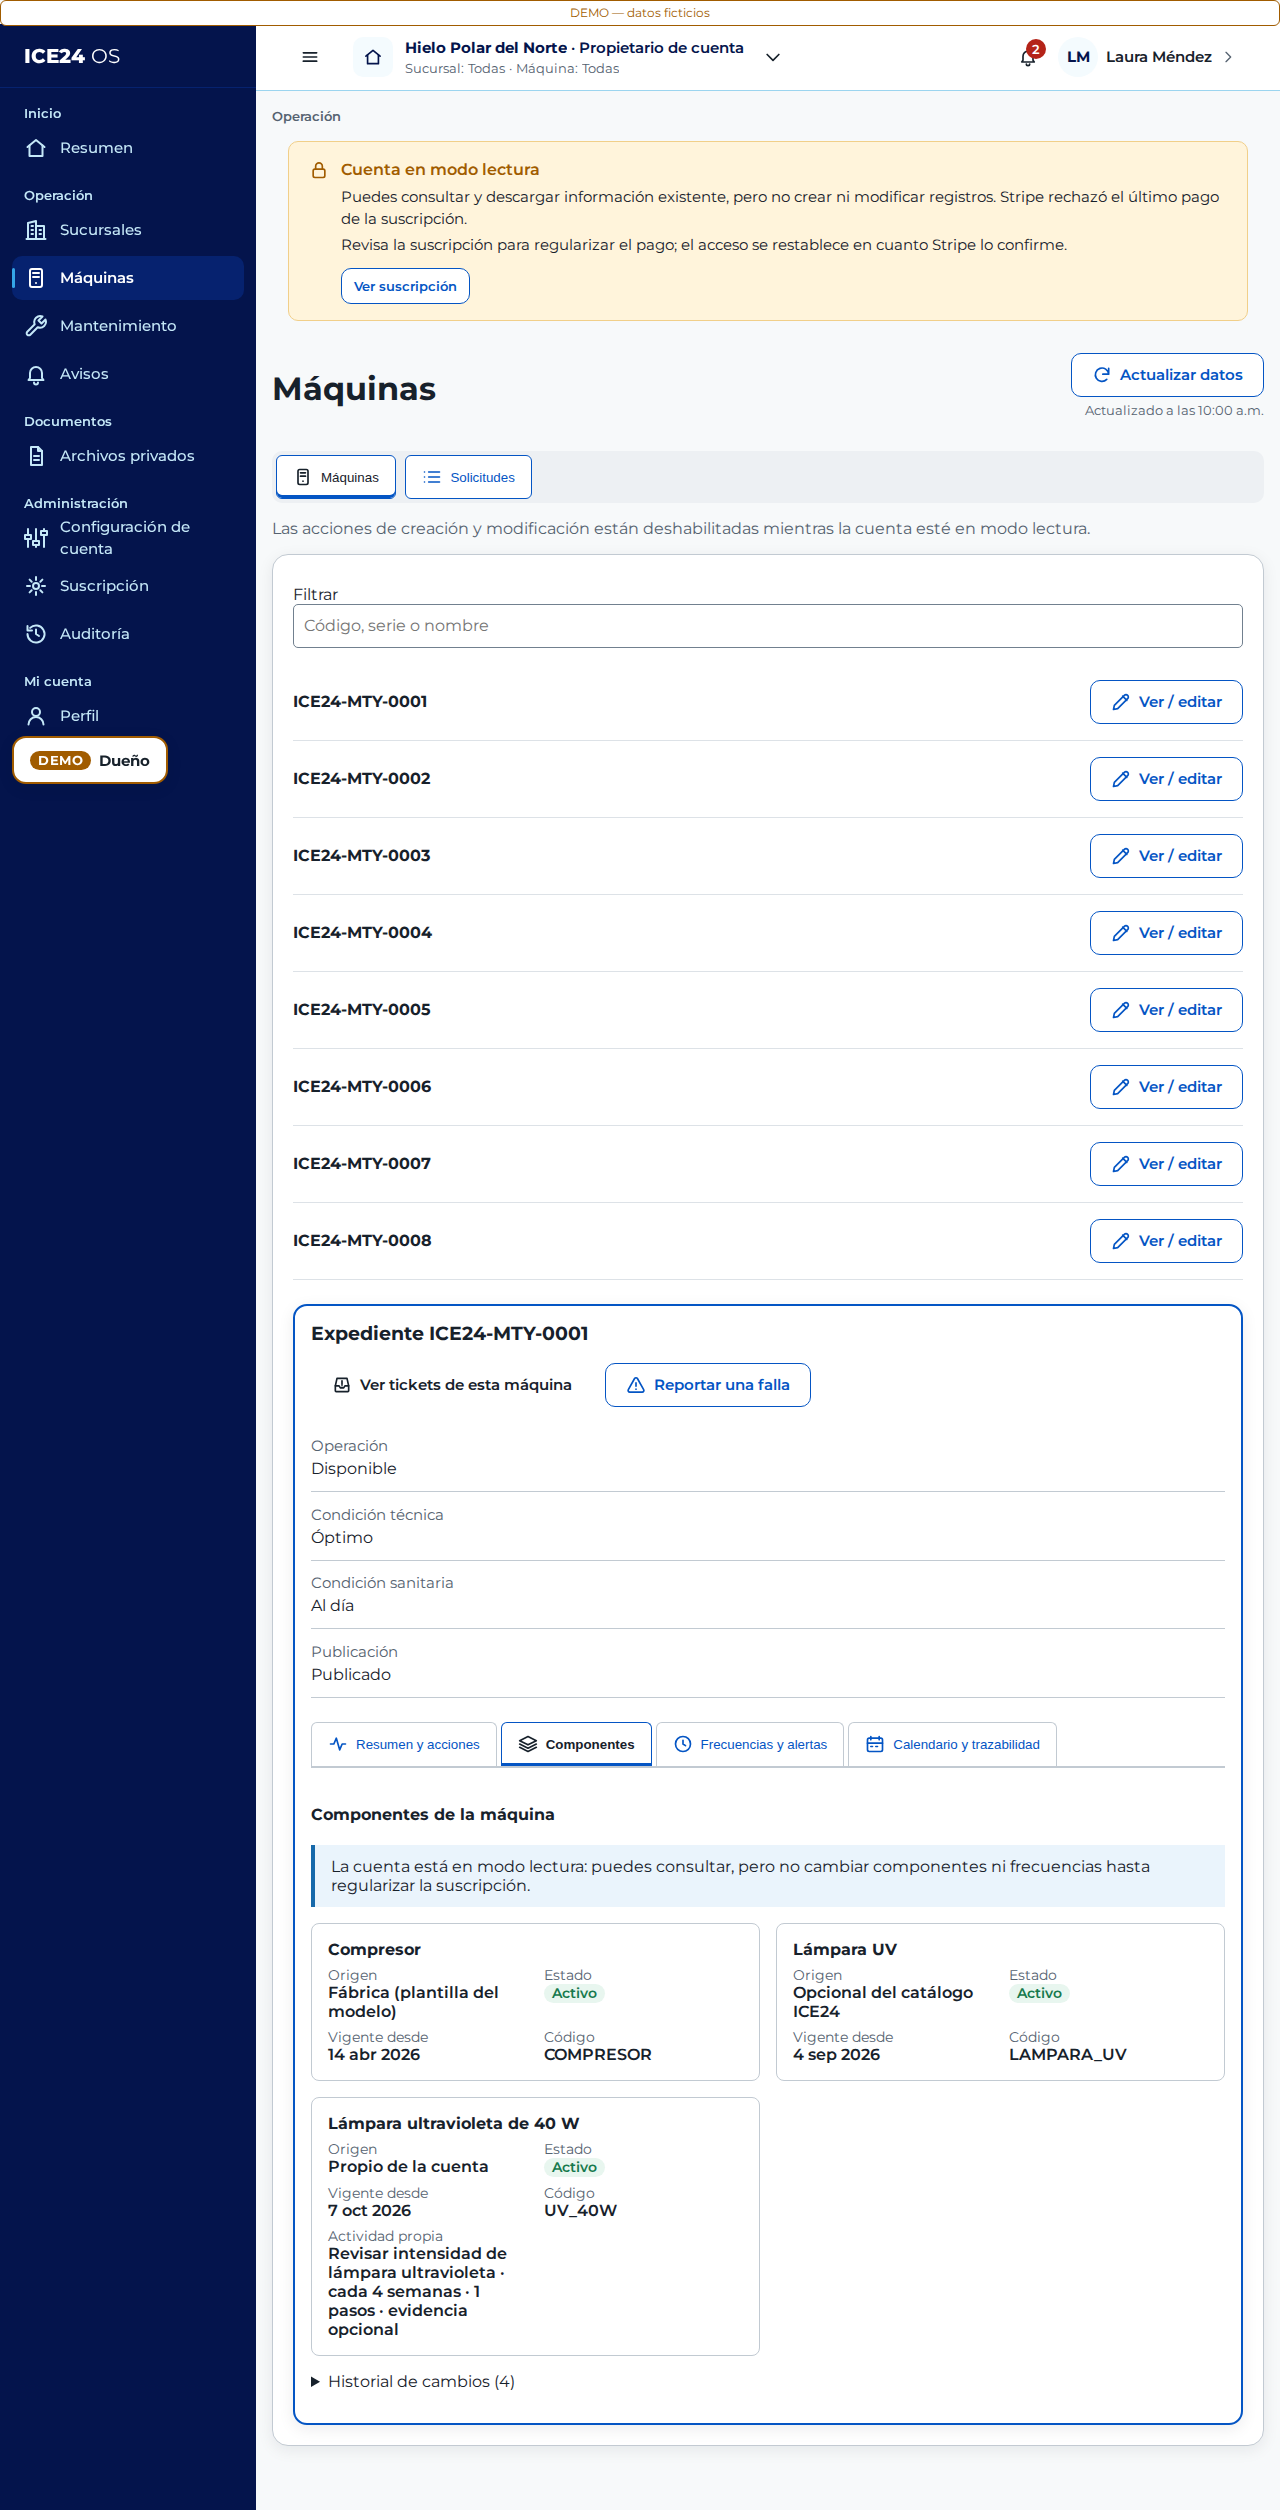 DEMO — datos ficticios
ICE24 OS
Inicio
Resumen
Operación
Sucursales
Máquinas
Mantenimiento
Avisos
Documentos
Archivos privados
Administración
Configuración de
cuenta
Suscripción
Auditoría
Mi cuenta
Perfil
DEMO Dueño
Hielo Polar del Norte · Propietario de cuenta
Sucursal: Todas · Máquina: Todas
2
LM Laura Méndez
Operación
Cuenta en modo lectura
Puedes consultar y descargar información existente, pero no crear ni modificar registros. Stripe rechazó el último pago
de la suscripción.
Revisa la suscripción para regularizar el pago; el acceso se restablece en cuanto Stripe lo confirme.
Ver suscripción
Máquinas
Actualizar datos
Actualizado a las 10:00 a.m.
Máquinas
Solicitudes
Las acciones de creación y modificación están deshabilitadas mientras la cuenta esté en modo lectura.
Filtrar
Código, serie o nombre
ICE24-MTY-0001 Ver / editar
ICE24-MTY-0002 Ver / editar
ICE24-MTY-0003 Ver / editar
ICE24-MTY-0004 Ver / editar
ICE24-MTY-0005 Ver / editar
ICE24-MTY-0006 Ver / editar
ICE24-MTY-0007 Ver / editar
ICE24-MTY-0008 Ver / editar
Expediente ICE24-MTY-0001
Ver tickets de esta máquina
Reportar una falla
Operación
Disponible
Condición técnica
Óptimo
Condición sanitaria
Al día
Publicación
Publicado
Resumen y acciones
Componentes
Frecuencias y alertas
Calendario y trazabilidad
Componentes de la máquina
La cuenta está en modo lectura: puedes consultar, pero no cambiar componentes ni frecuencias hasta
regularizar la suscripción.
Compresor
Origen
Fábrica (plantilla del
modelo)
Estado
Activo
Vigente desde
14 abr 2026
Código
COMPRESOR
Lámpara UV
Origen
Opcional del catálogo
ICE24
Estado
Activo
Vigente desde
4 sep 2026
Código
LAMPARA_UV
Lámpara ultravioleta de 40 W
Origen
Propio de la cuenta
Estado
Activo
Vigente desde
7 oct 2026
Código
UV_40W
Actividad propia
Revisar intensidad de
lámpara ultravioleta ·
cada 4 semanas · 1
pasos · evidencia
opcional
Historial de cambios (4)